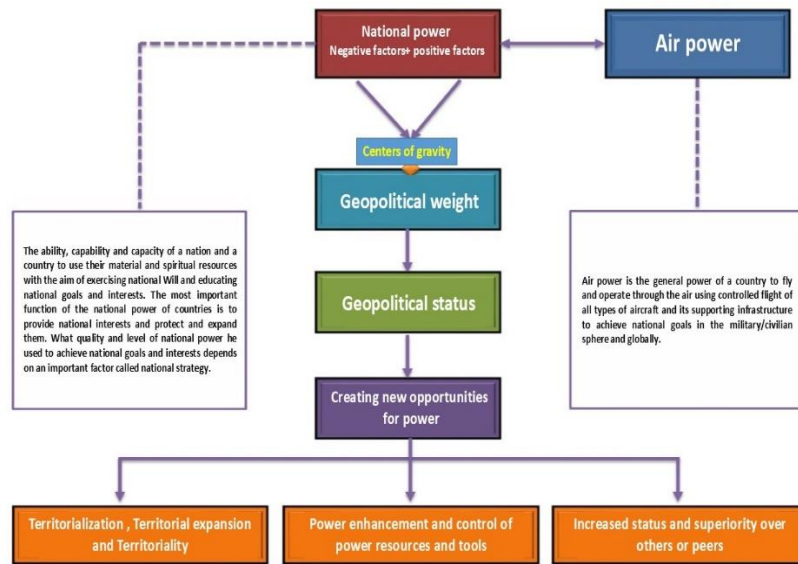 National power
Negative factors+ positive factors
Air power
Centers of gravity
Geopolitical weight
The ability, capability and capacity of a nation and a
country to use their material and spiritual resources
with the aim of exercising national Will and educating
national goals and interests. The most important
function of the national power of countries is to
provide national interests and protect and expand
them. What quality and level of national power he
used to achieve national goals and interests depends
on an important factor called national strategy.
Air power is the general power of a country to fly
and operate through the air using controlled flight of
all types of aircraft and its supporting infrastructure
to achieve national goals in the military/civilian
sphere and globally.
Geopolitical status
Creating new opportunities
for power
Territorialization , Territorial expansion
and Territoriality
Power enhancement and control of
power resources and tools
Increased status and superiority over
others or peers